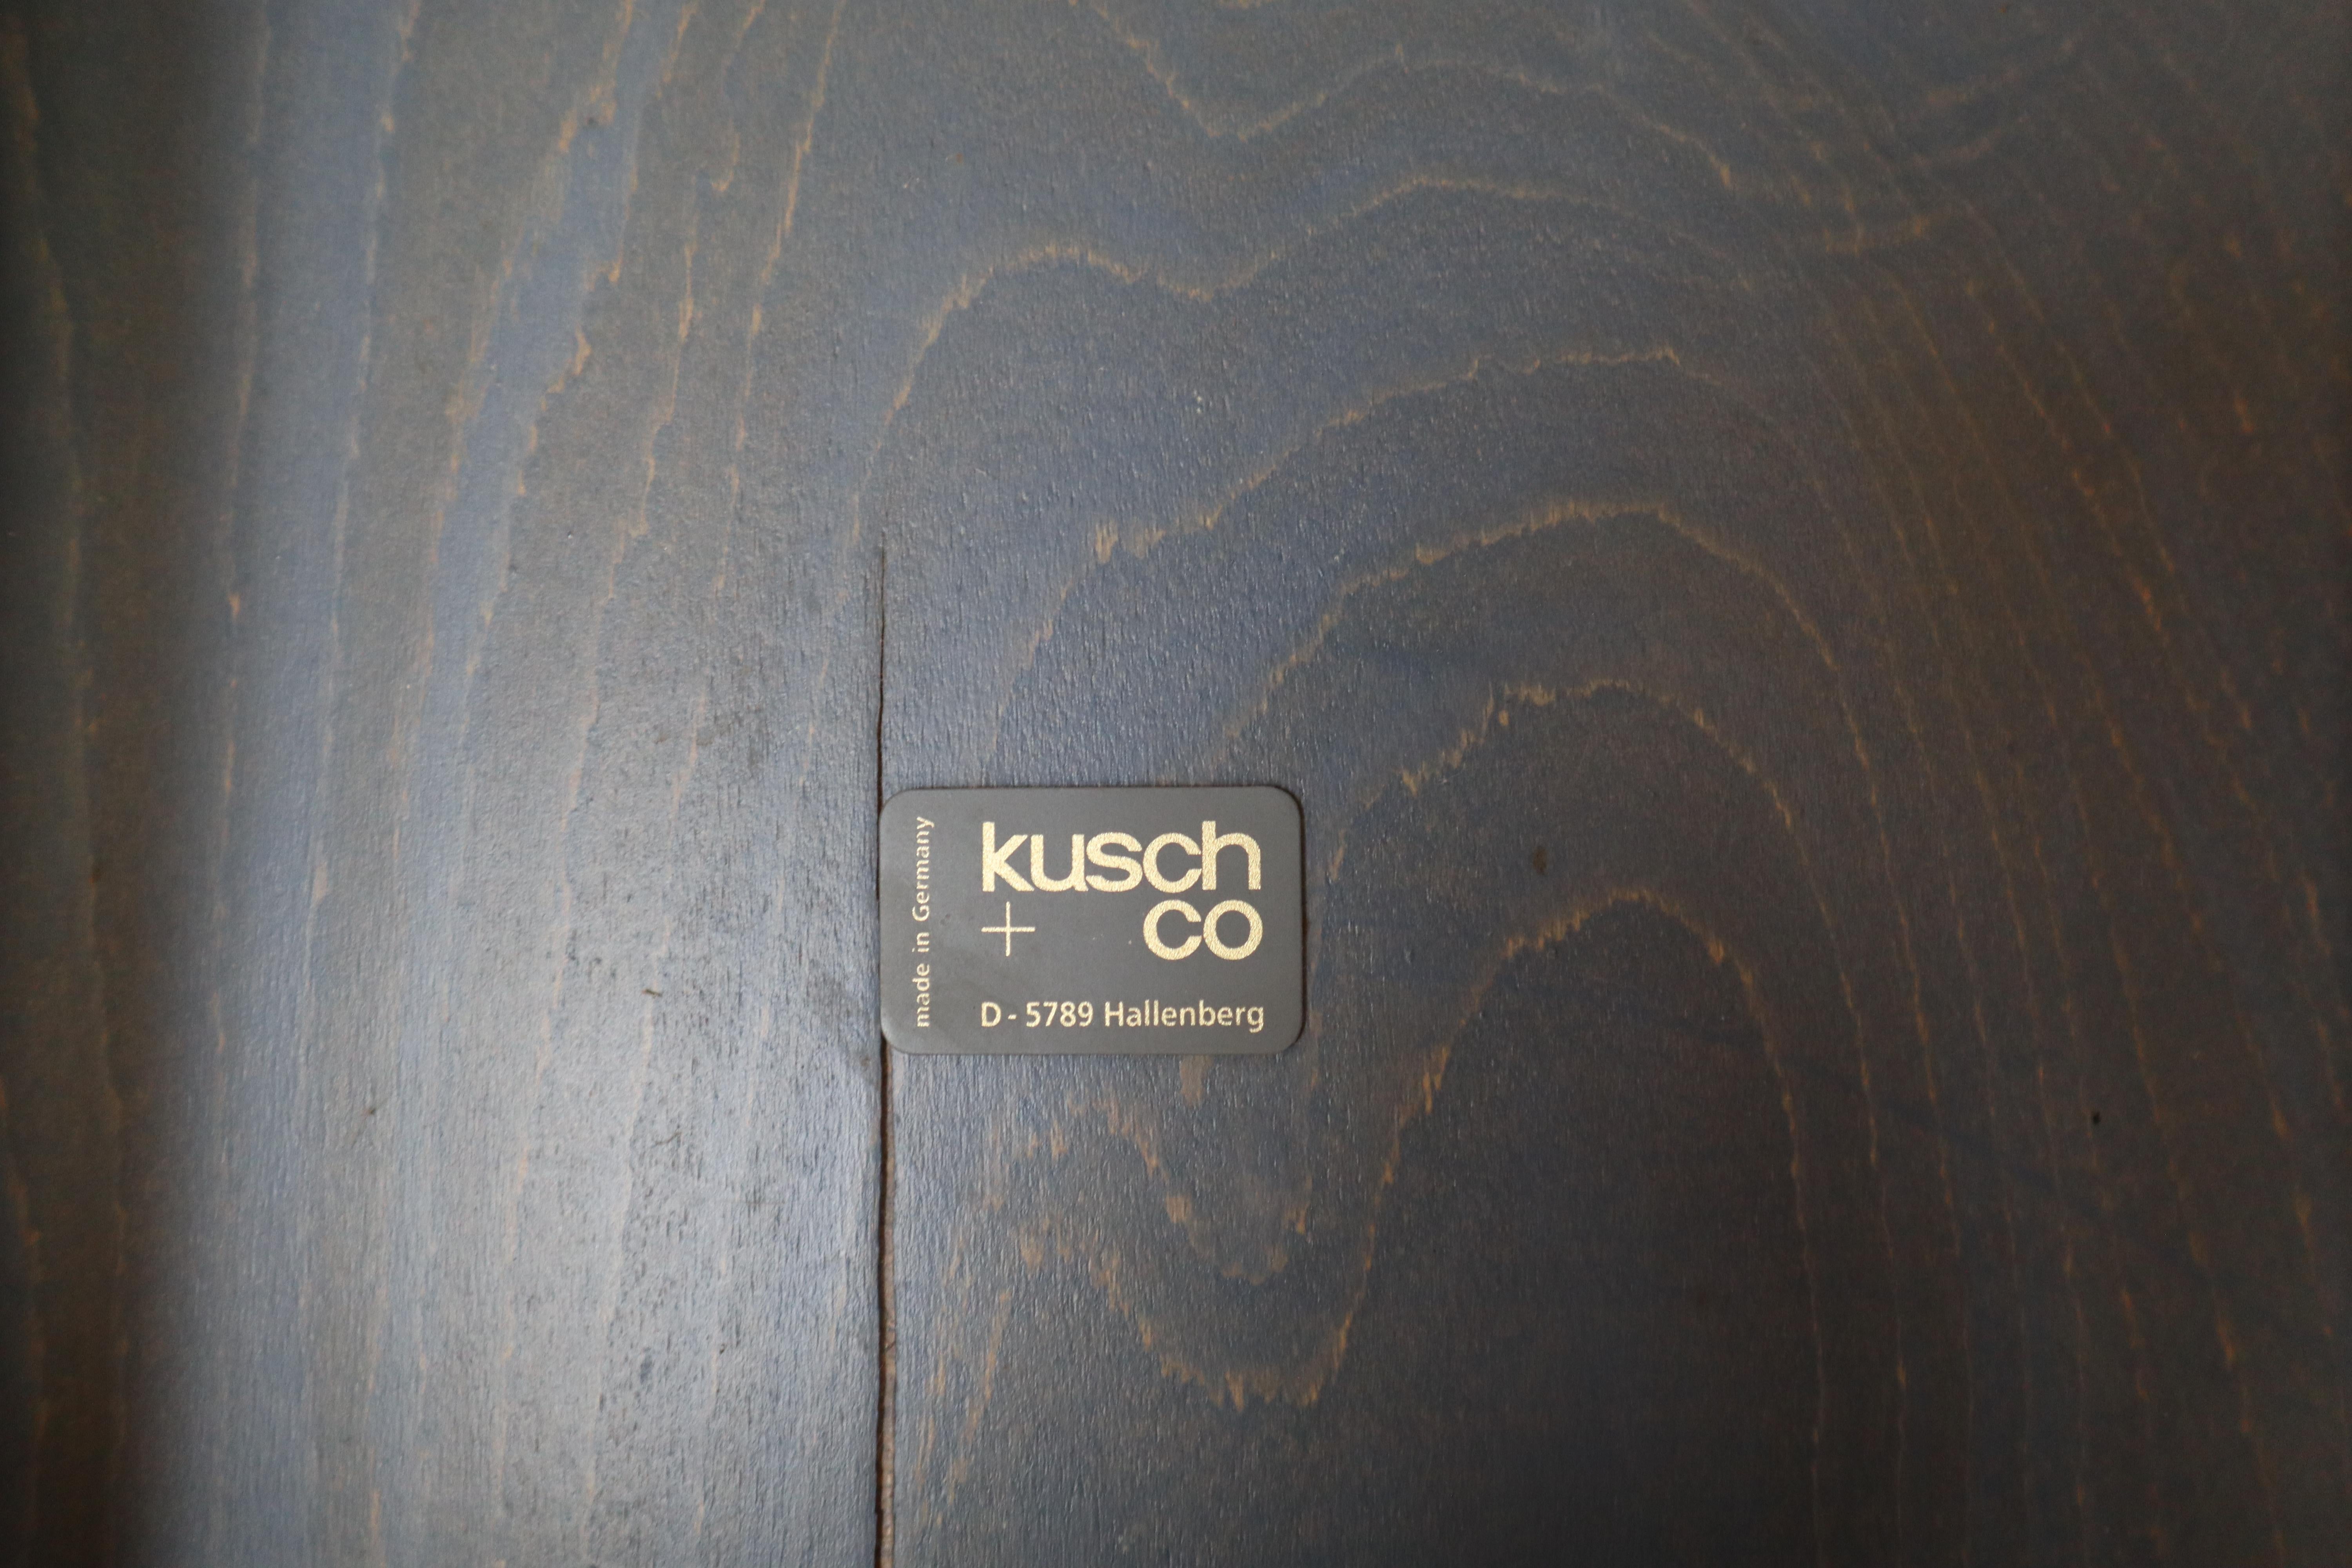 made in Germany
kusch
+ co
D - 5789 Hallenberg